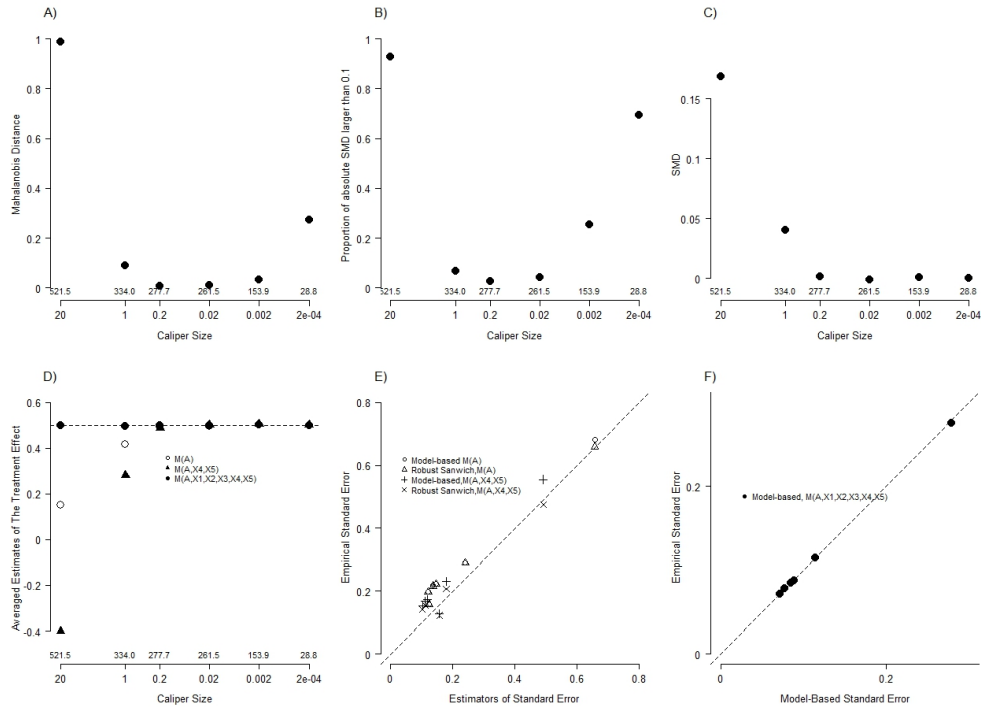 A)
Mahalanobis Distance
1
0.8
0.6
0.4
0.2
0
521.5 334.0 277.7 261.5 153.9 28.8
20 1 0.2 0.02 0.002 2e-04
Caliper Size
B)
Proportion of absolute SMD larger than 0.1
1
0.8
0.6
0.4
0.2
0
521.5 334.0 277.7 261.5 153.9 28.8
20 1 0.2 0.02 0.002 2e-04
Caliper Size
C)
SMD
0.15
0.1
0.05
0
521.5 334.0 277.7 261.5 153.9 28.8
20 1 0.2 0.02 0.002 2e-04
Caliper Size
D)
Averaged Estimates of The Treatment Effect
0.6
0.4
0.2
0
-0.2
-0.4
M(A)
M(A,X4,X5)
M(A,X1,X2,X3,X4,X5)
521.5 334.0 277.7 261.5 153.9 28.8
20 1 0.2 0.02 0.002 2e-04
Caliper Size
E)
Empirical Standard Error
0.8
0.6
0.4
0.2
0
Model-based M(A)
Robust Sanwich,M(A)
Model-based,M(A,X4,X5)
Robust Sanwich,M(A,X4,X5)
0 0.2 0.4 0.6 0.8
Estimators of Standard Error
F)
Empirical Standard Error
0.2
0
Model-based, M(A,X1,X2,X3,X4,X5)
0 0.2
Model-Based Standard Error